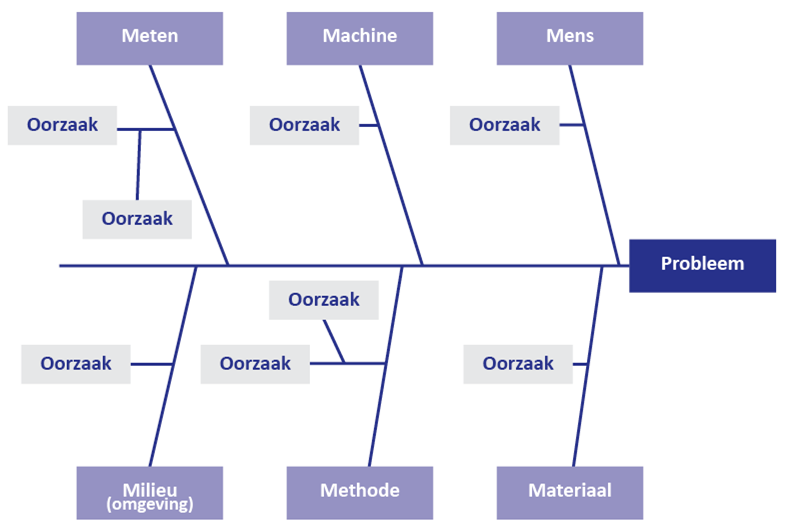 Meten
Machine
Mens
Oorzaak
Oorzaak
Oorzaak
Oorzaak
Probleem
Oorzaak
Oorzaak
Oorzaak
Oorzaak
Milieu
(omgeving)
Methode
Materiaal